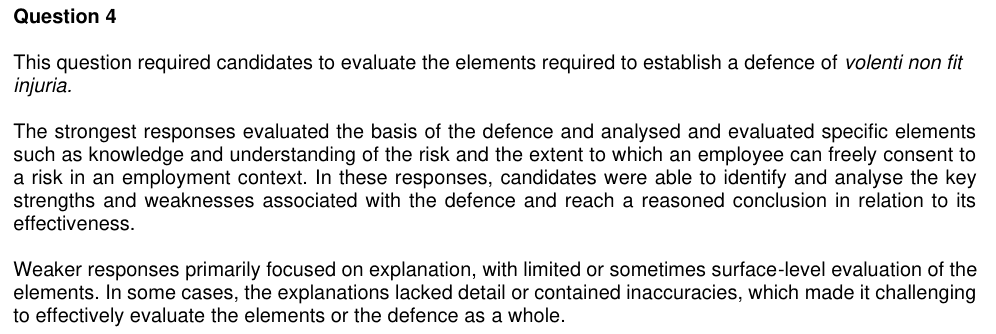 Question 4
This question required candidates to evaluate the elements required to establish a defence of volenti non fit
injuria.
The strongest responses evaluated the basis of the defence and analysed and evaluated specific elements
such as knowledge and understanding of the risk and the extent to which an employee can freely consent to
a risk in an employment context. In these responses, candidates were able to identify and analyse the key
strengths and weaknesses associated with the defence and reach a reasoned conclusion in relation to its
effectiveness.
Weaker responses primarily focused on explanation, with limited or sometimes surface-level evaluation of the
elements. In some cases, the explanations lacked detail or contained inaccuracies, which made it challenging
to effectively evaluate the elements or the defence as a whole.